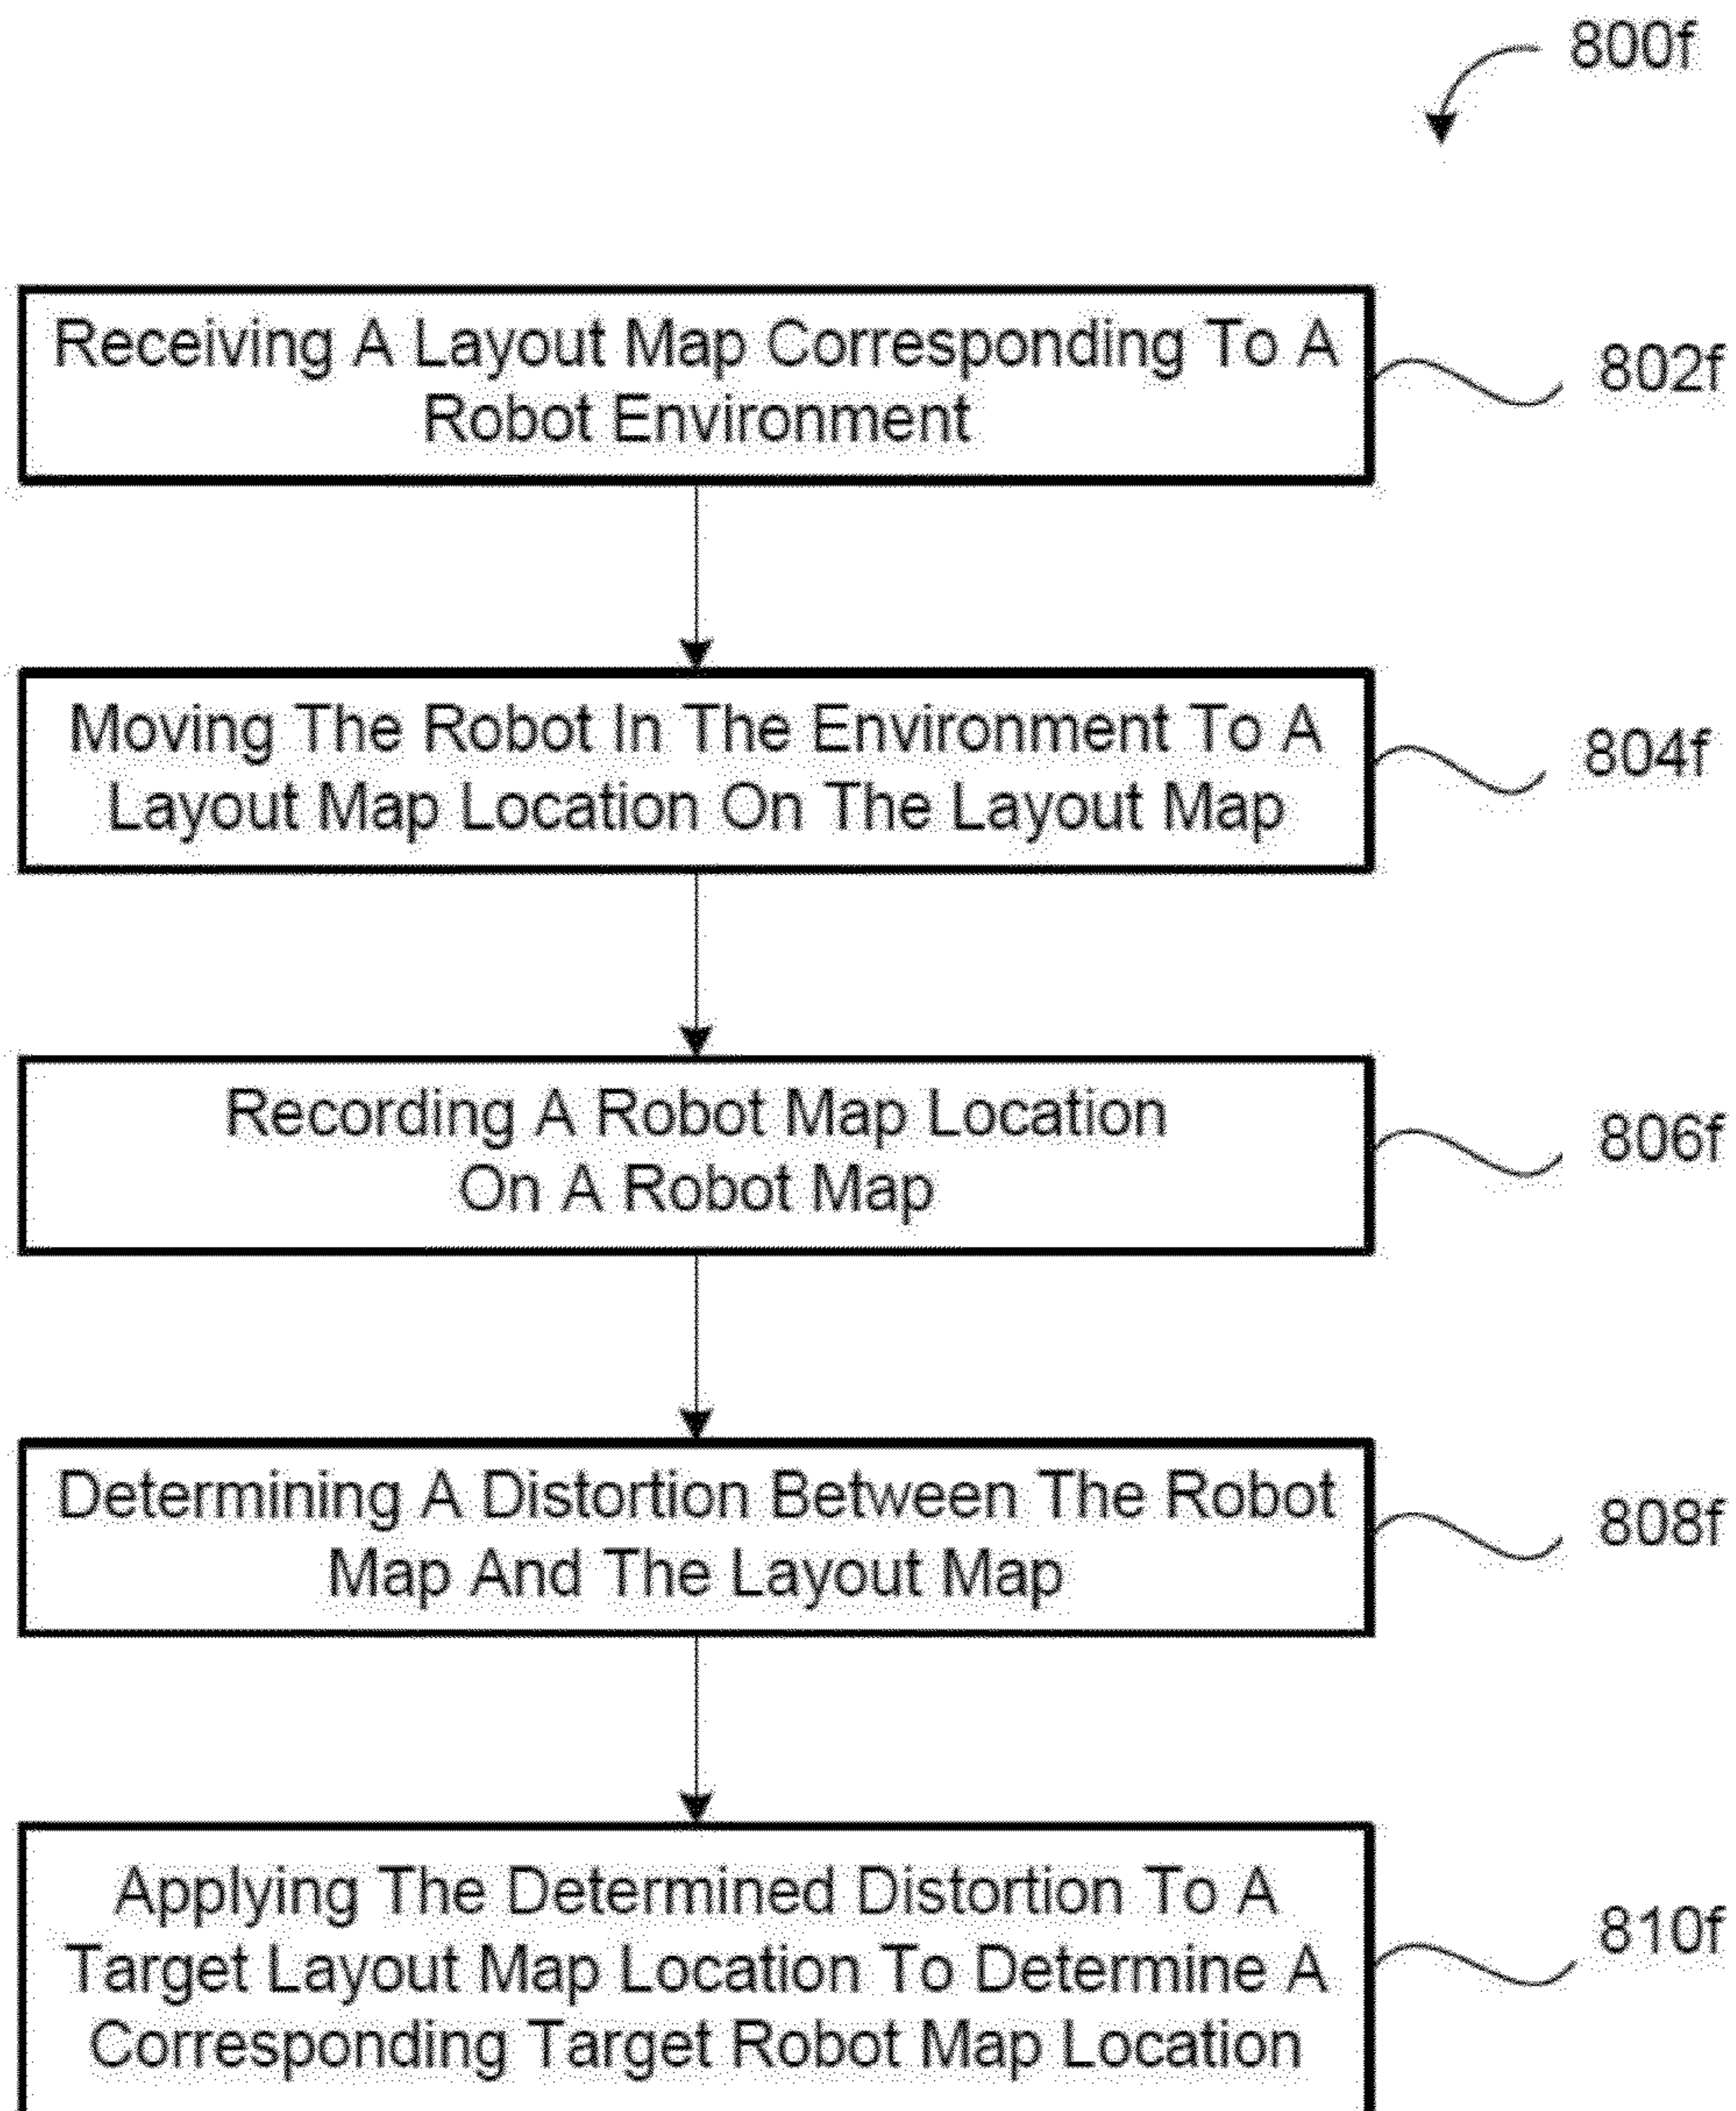 800f
Receiving A Layout Map Corresponding To A
Robot Environment
802f
Moving The Robot In The Environment To A
Layout Map Location On The Layout Map
804f
Recording A Robot Map Location
On A Robot Map
806f
Determining A Distortion Between The Robot
Map And The Layout Map
808f
Applying The Determined Distortion To A
Target Layout Map Location To Determine A
Corresponding Target Robot Map Location
810f